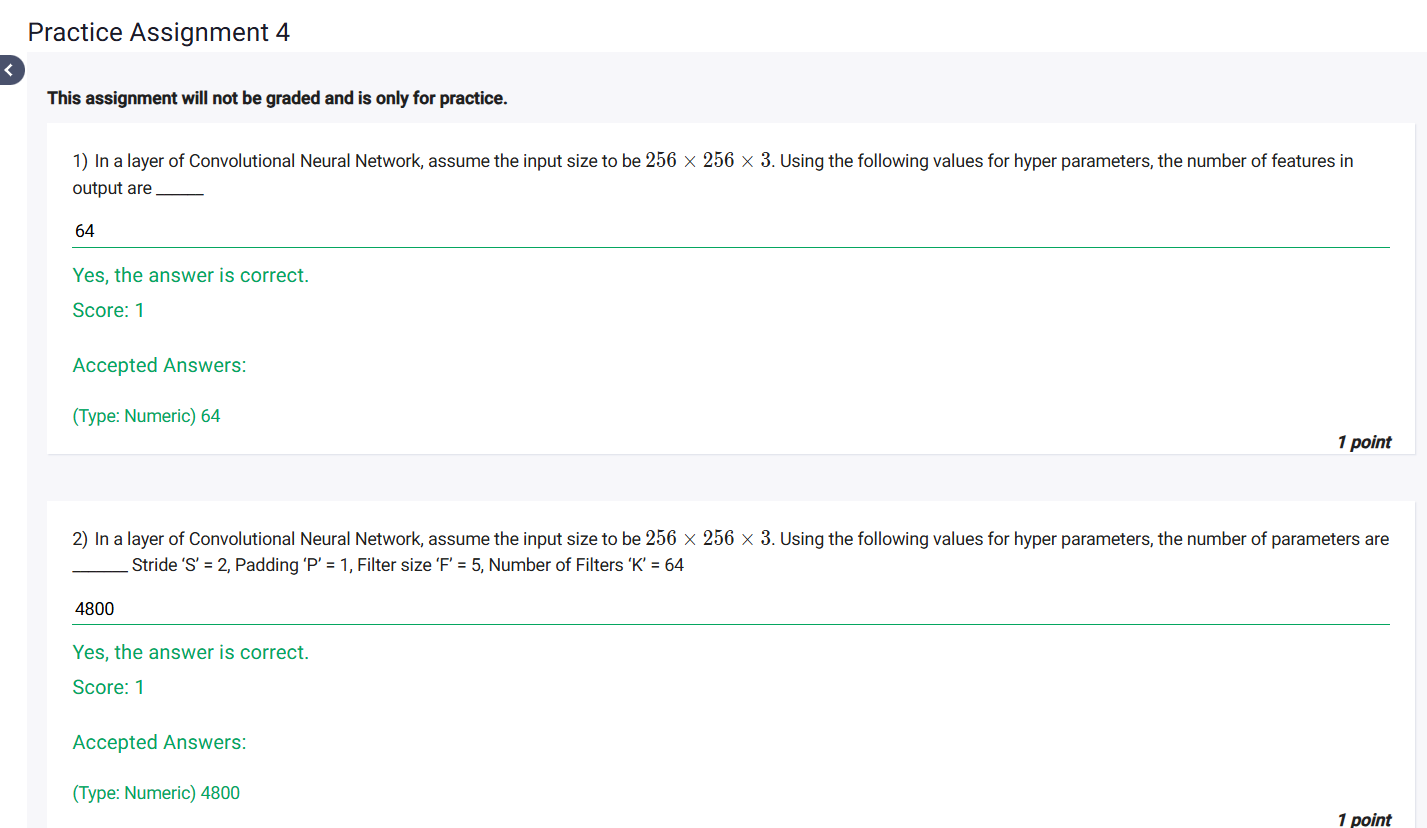 Practice Assignment 4
This assignment will not be graded and is only for practice.
1) In a layer of Convolutional Neural Network, assume the input size to be 256 × 256 × 3. Using the following values for hyper parameters, the number of features in
output are ______
64
Yes, the answer is correct.
Score: 1
Accepted Answers:
(Type: Numeric) 64
1 point
2) In a layer of Convolutional Neural Network, assume the input size to be 256 × 256 × 3. Using the following values for hyper parameters, the number of parameters are
_______ Stride ‘S’ = 2, Padding ‘P’ = 1, Filter size ‘F’ = 5, Number of Filters ‘K’ = 64
4800
Yes, the answer is correct.
Score: 1
Accepted Answers:
(Type: Numeric) 4800
1 point